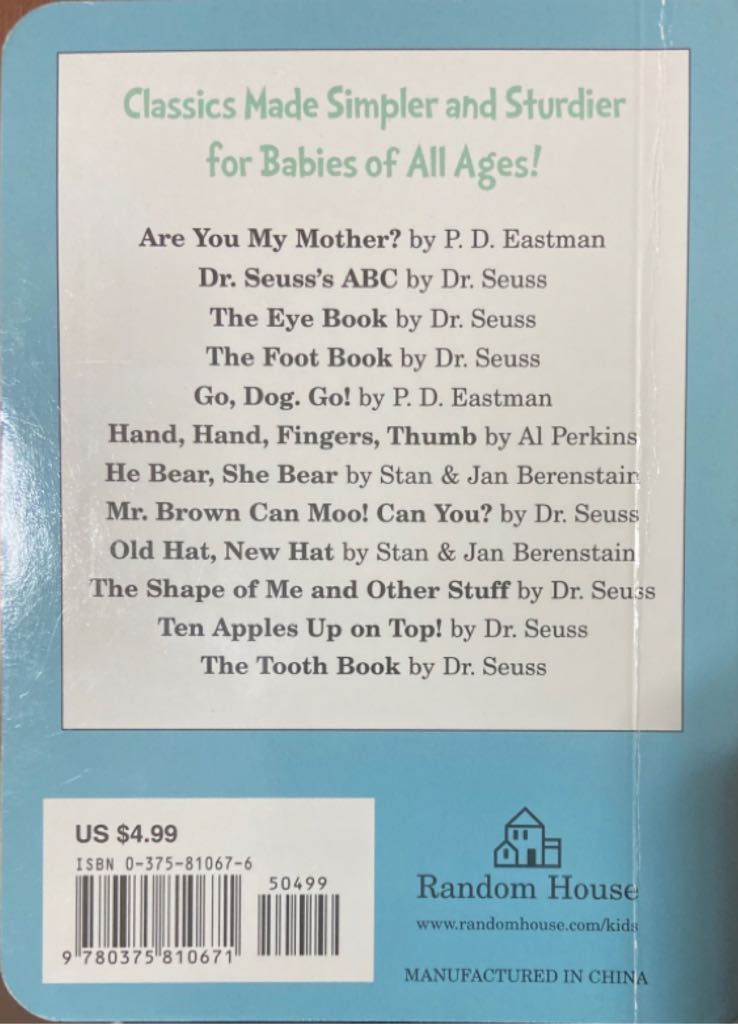 Classics Made Simpler and Sturdier
for Babies of All Ages!
Are You My Mother? by P. D. Eastman
Dr. Seuss's ABC by Dr. Seuss
The Eye Book by Dr. Seuss
The Foot Book by Dr. Seuss
Go, Dog. Go! by P. D. Eastman
Hand, Hand, Fingers, Thumb by Al Perkins
He Bear, She Bear by Stan & Jan Berenstain
Mr. Brown Can Moo! Can You? by Dr. Seuss
Old Hat, New Hat by Stan & Jan Berenstain
The Shape of Me and Other Stuff by Dr. Seuss
Ten Apples Up on Top! by Dr. Seuss
The Tooth Book by Dr. Seuss
US $4.99
ISBN 0-375-81067-6
50499
9 780375 810671
Random House
www.randomhouse.com/kids
MANUFACTURED IN CHINA